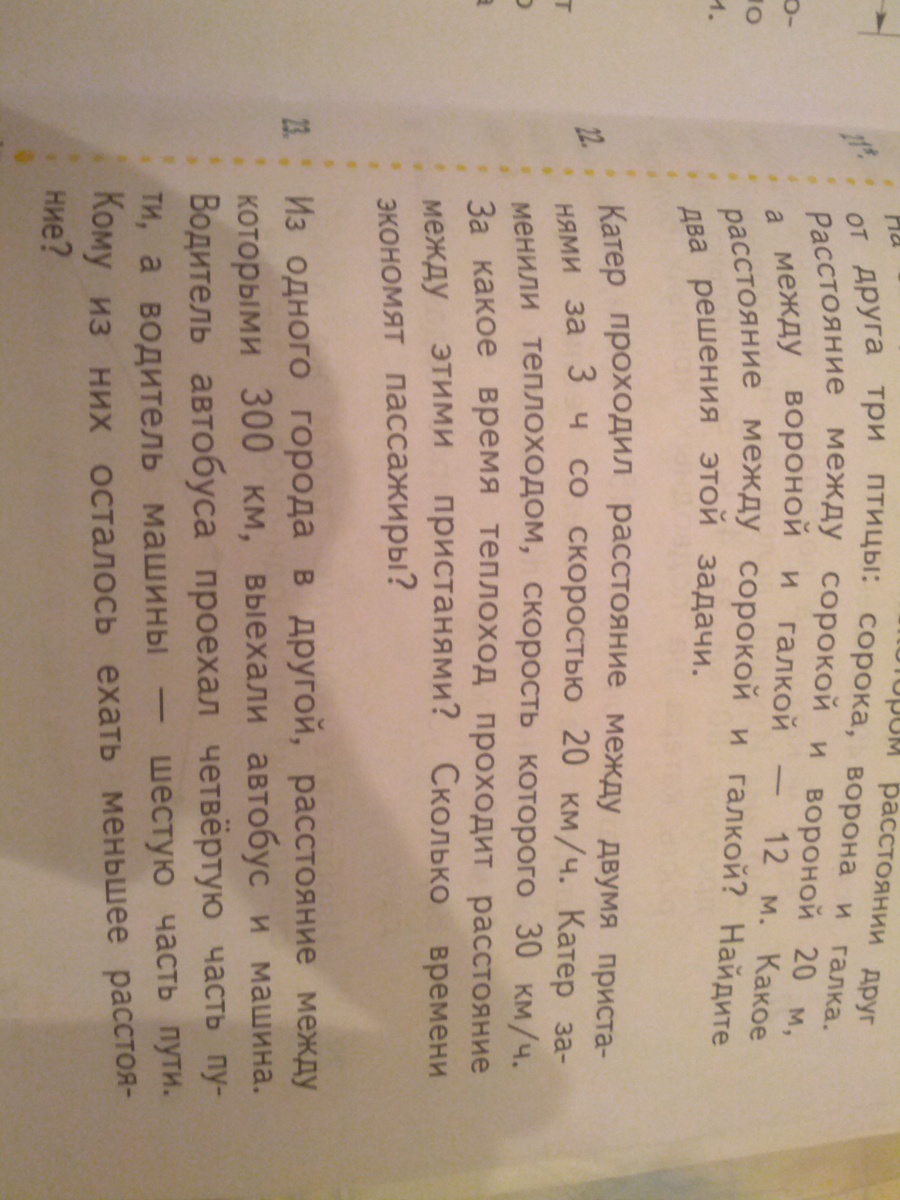 расстоянии друг
от друга три птицы: сорока, ворона и галка.
Расстояние между сорокой и вороной 20 м,
а между вороной и галкой — 12 м. Какое
расстояние между сорокой и галкой? Найдите
два решения этой задачи.
22. Катер проходил расстояние между двумя приста-
нями за 3 ч со скоростью 20 км/ч. Катер за-
менили теплоходом, скорость которого 30 км/ч.
За какое время теплоход проходит расстояние
между этими пристанями? Сколько времени
экономят пассажиры?
23. Из одного города в другой, расстояние между
которыми 300 км, выехали автобус и машина.
Водитель автобуса проехал четвёртую часть пу-
ти, а водитель машины — шестую часть пути.
Кому из них осталось ехать меньшее расстоя-
ние?